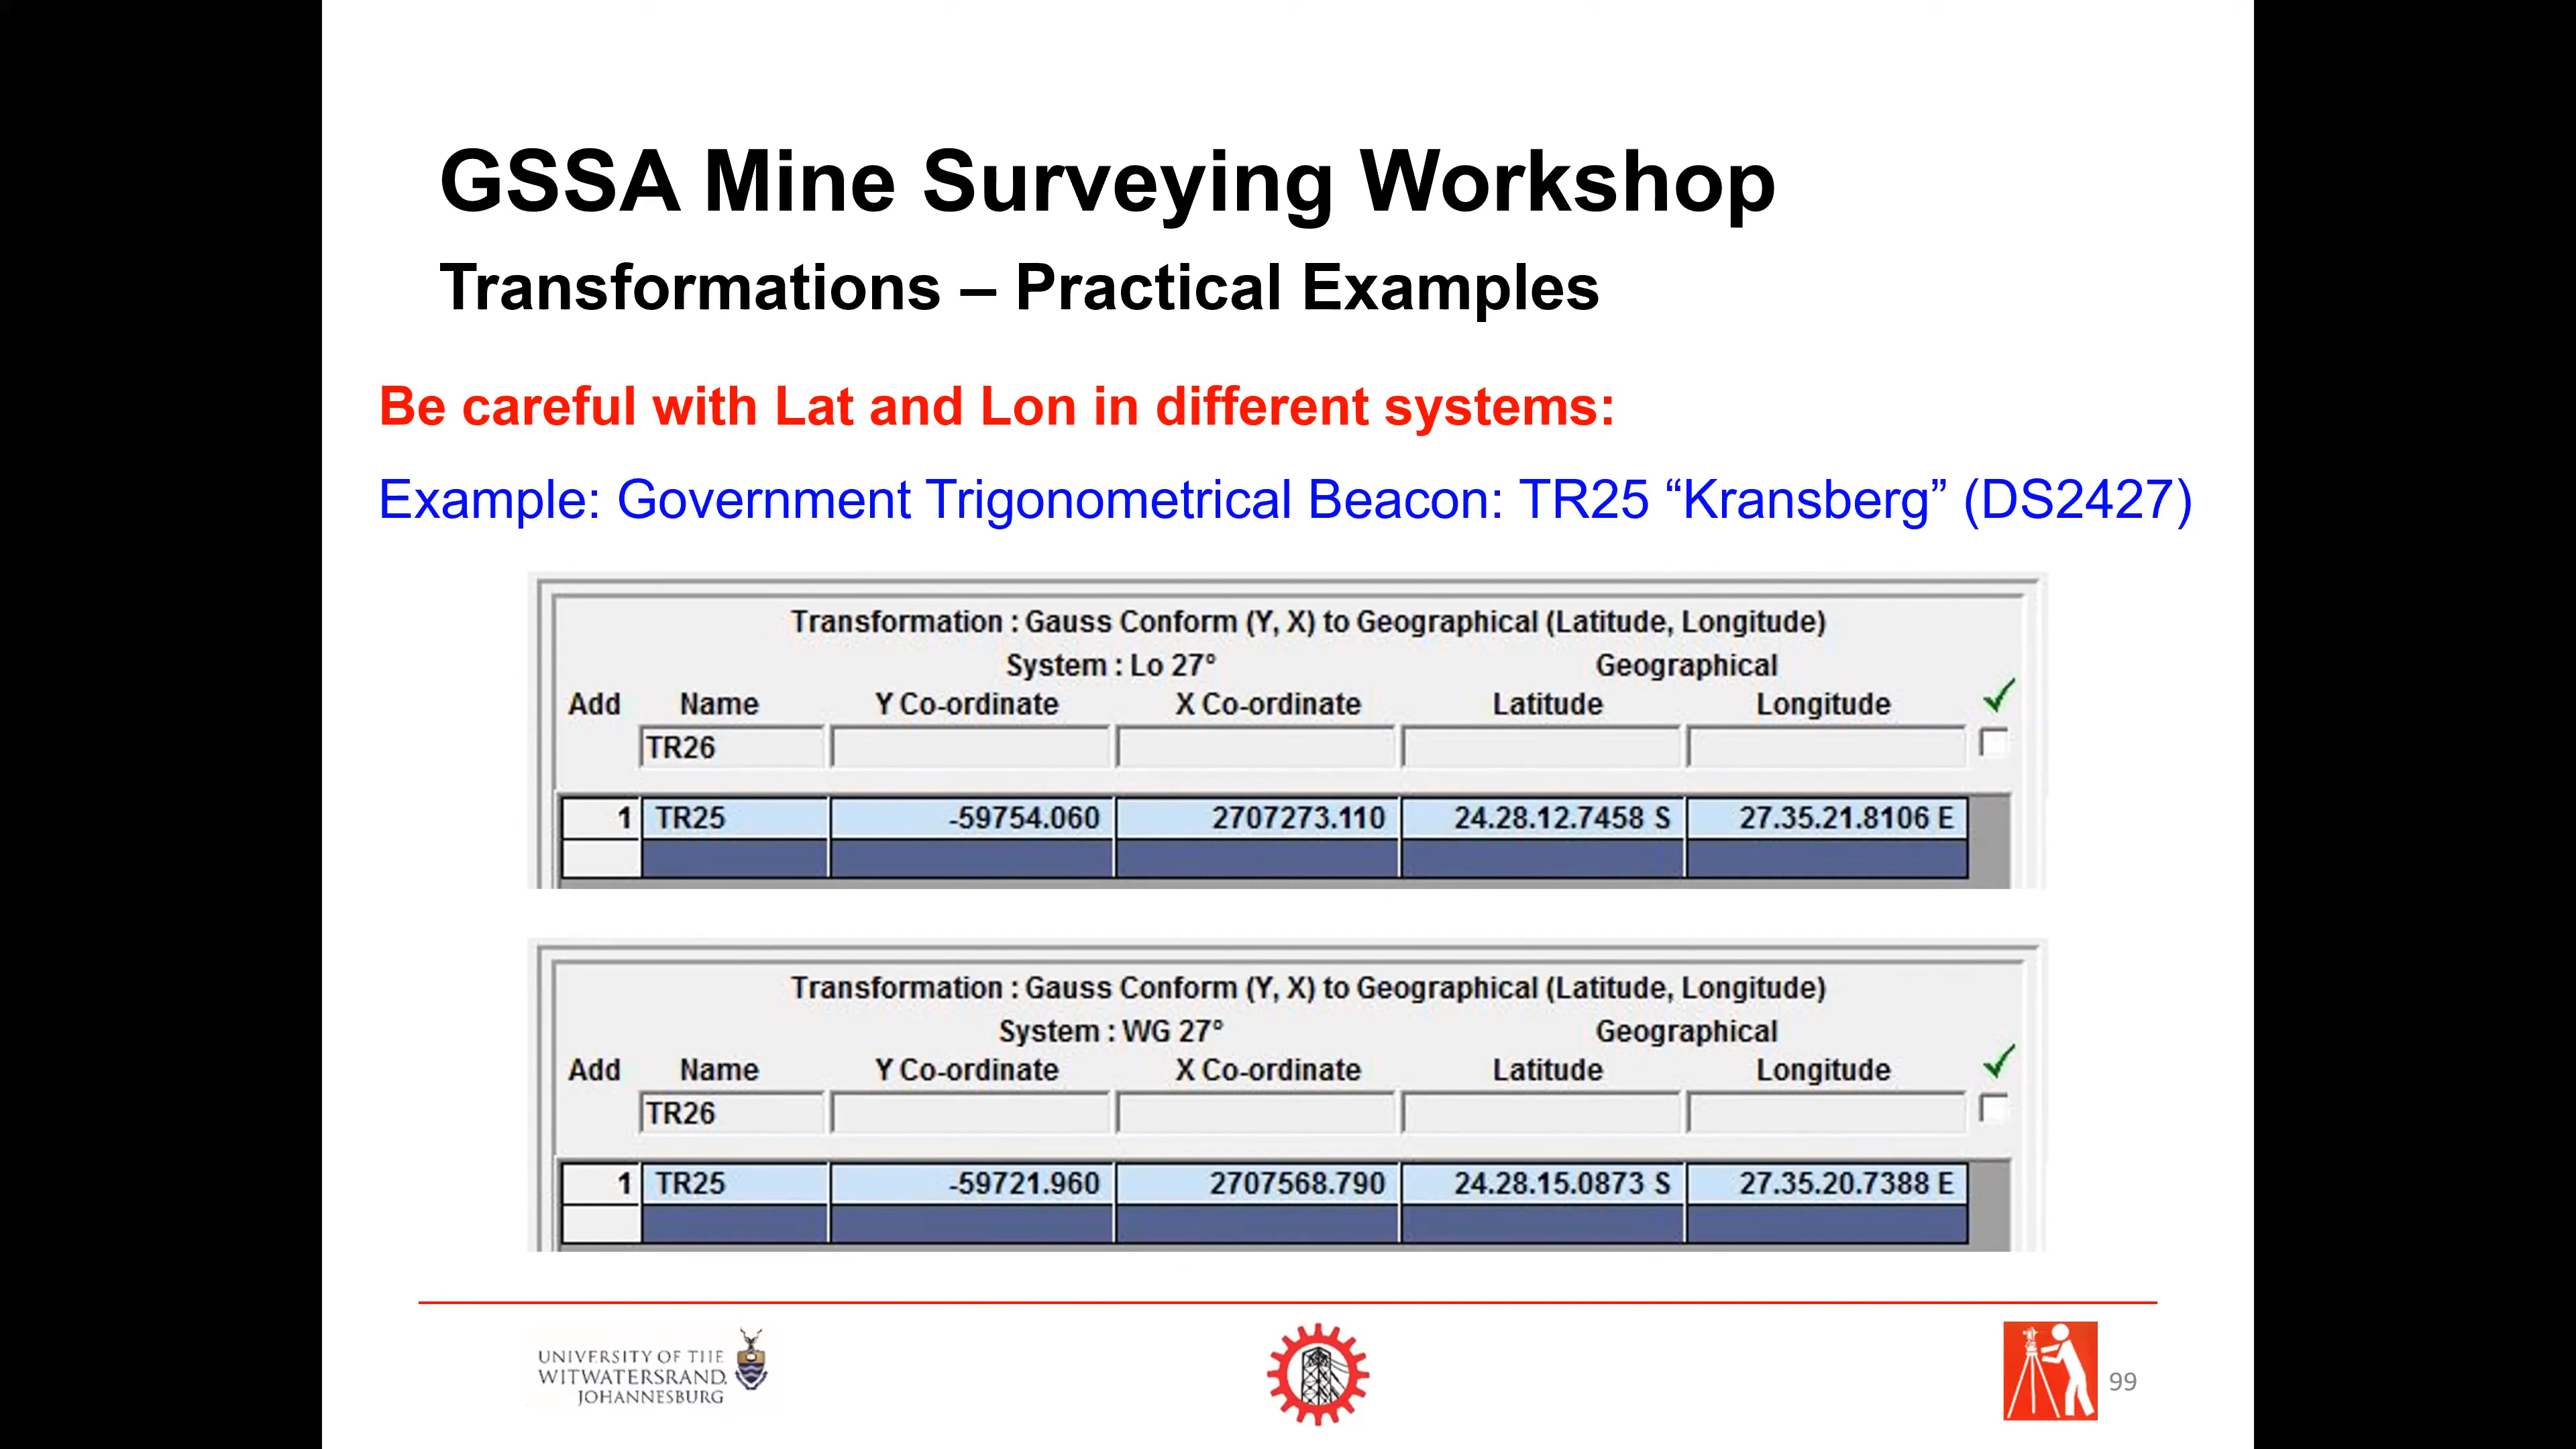 GSSA Mine Surveying Workshop
Transformations – Practical Examples
Be careful with Lat and Lon in different systems:
Example: Government Trigonometrical Beacon: TR25 “Kransberg” (DS2427)
Transformation : Gauss Conform (Y, X) to Geographical (Latitude, Longitude)
System : Lo 27° Geographical
Add Name Y Co-ordinate X Co-ordinate Latitude Longitude
TR26
1 TR25 -59754.060 2707273.110 24.28.12.7458 S 27.35.21.8106 E
Transformation : Gauss Conform (Y, X) to Geographical (Latitude, Longitude)
System : WG 27° Geographical
Add Name Y Co-ordinate X Co-ordinate Latitude Longitude
TR26
1 TR25 -59721.960 2707568.790 24.28.15.0873 S 27.35.20.7388 E
UNIVERSITY OF THE
WITWATERSRAND,
JOHANNESBURG
99